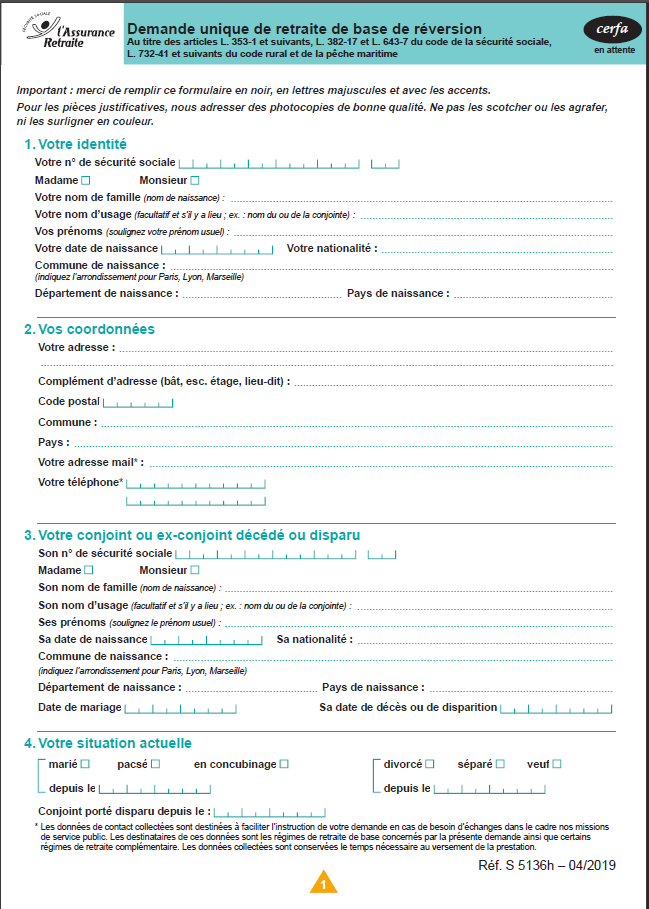 SÉCURITÉ SOCIALE
l'Assurance
Retraite
Demande unique de retraite de base de réversion
Au titre des articles L. 353-1 et suivants, L. 382-17 et L. 643-7 du code de la sécurité sociale,
L. 732-41 et suivants du code rural et de la pêche maritime
cerfa
en attente
Important : merci de remplir ce formulaire en noir, en lettres majuscules et avec les accents.
Pour les pièces justificatives, nous adresser des photocopies de bonne qualité. Ne pas les scotcher ou les agrafer,
ni les surligner en couleur.
1. Votre identité
Votre n° de sécurité sociale
Madame Monsieur
Votre nom de famille (nom de naissance) :
Votre nom d'usage (facultatif et s'il y a lieu ; ex. : nom du ou de la conjointe) :
Vos prénoms (soulignez votre prénom usuel) :
Votre date de naissance Votre nationalité :
Commune de naissance :
(indiquez l'arrondissement pour Paris, Lyon, Marseille)
Département de naissance : Pays de naissance :
2. Vos coordonnées
Votre adresse :
Complément d'adresse (bât, esc. étage, lieu-dit) :
Code postal
Commune :
Pays :
Votre adresse mail* :
Votre téléphone*
3. Votre conjoint ou ex-conjoint décédé ou disparu
Son n° de sécurité sociale
Madame Monsieur
Son nom de famille (nom de naissance) :
Son nom d'usage (facultatif et s'il y a lieu ; ex. : nom du ou de la conjointe) :
Ses prénoms (soulignez le prénom usuel) :
Sa date de naissance Sa nationalité :
Commune de naissance :
(indiquez l'arrondissement pour Paris, Lyon, Marseille)
Département de naissance : Pays de naissance :
Date de mariage Sa date de décès ou de disparition
4. Votre situation actuelle
marié pacsé en concubinage divorcé séparé veuf
depuis le depuis le
Conjoint porté disparu depuis le :
* Les données de contact collectées sont destinées à faciliter l'instruction de votre demande en cas de besoin d'échanges dans le cadre nos missions
de service public. Les destinataires de ces données sont les régimes de retraite de base concernés par la présente demande ainsi que certains
régimes de retraite complémentaire. Les données collectées sont conservées le temps nécessaire au versement de la prestation.
Réf. S 5136h – 04/2019
1